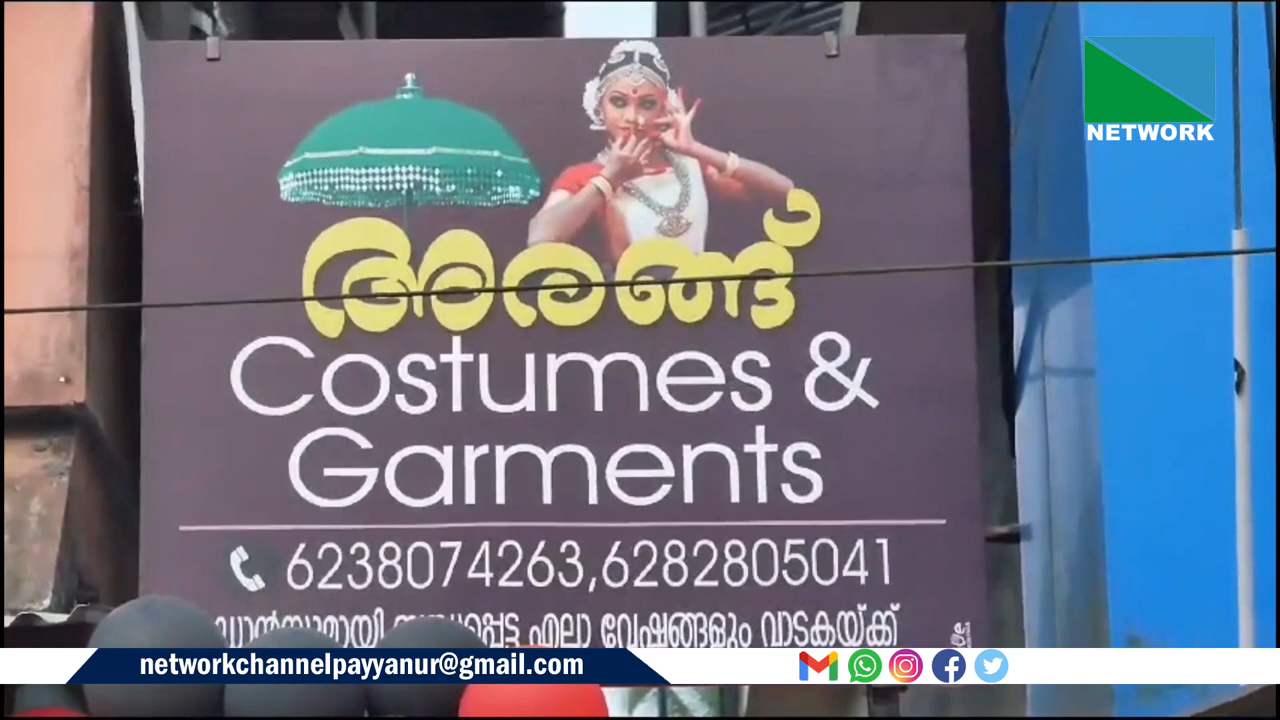 NETWORK
അരങ്ങ്
Costumes &
Garments
6238074263,6282805041
എല്ലാ വേഷങ്ങളും വാടകയ്ക്ക്
networkchannelpayyanur@gmail.com